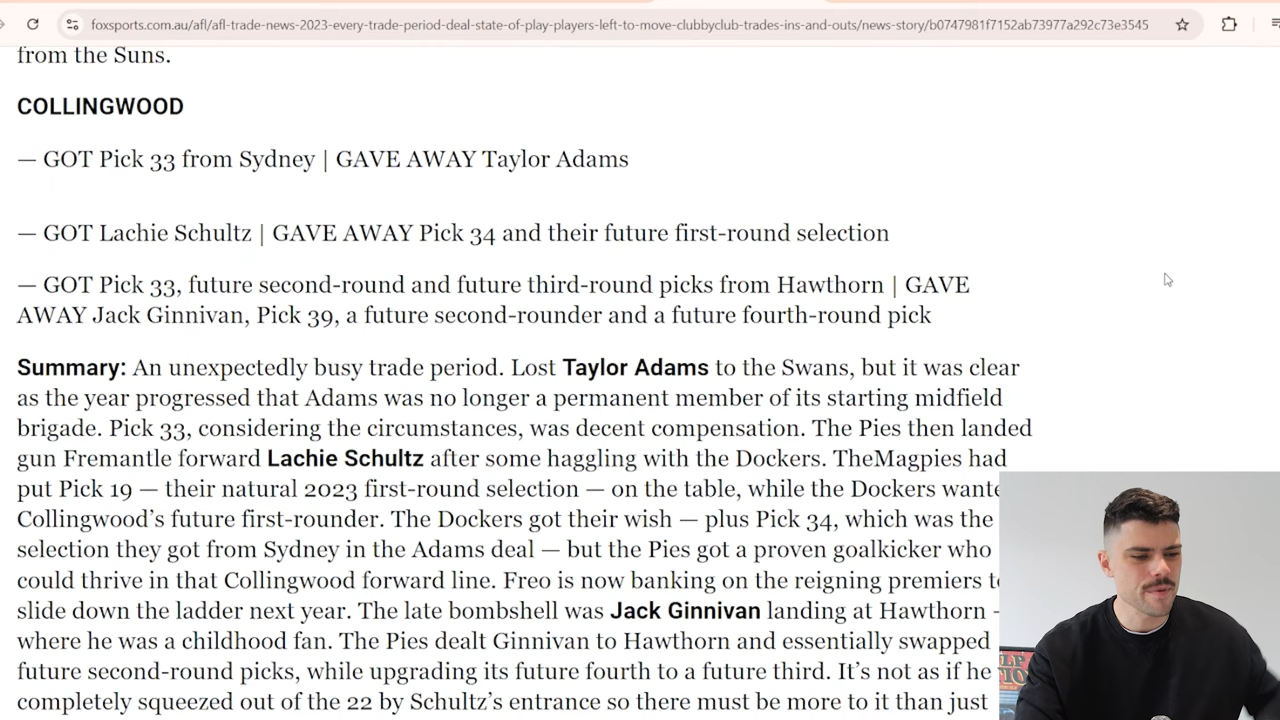 foxsports.com.au/afl/afl-trade-news-2023-every-trade-period-deal-state-of-play-players-left-to-move-clubbyclub-trades-ins-and-outs/news-story/b0747981f7152ab73977a292c73e3545
from the Suns.
COLLINGWOOD
— GOT Pick 33 from Sydney | GAVE AWAY Taylor Adams
— GOT Lachie Schultz | GAVE AWAY Pick 34 and their future first-round selection
— GOT Pick 33, future second-round and future third-round picks from Hawthorn | GAVE
AWAY Jack Ginnivan, Pick 39, a future second-rounder and a future fourth-round pick
Summary: An unexpectedly busy trade period. Lost Taylor Adams to the Swans, but it was clear
as the year progressed that Adams was no longer a permanent member of its starting midfield
brigade. Pick 33, considering the circumstances, was decent compensation. The Pies then landed
gun Fremantle forward Lachie Schultz after some haggling with the Dockers. TheMagpies had
put Pick 19 — their natural 2023 first-round selection — on the table, while the Dockers wante
Collingwood's future first-rounder. The Dockers got their wish — plus Pick 34, which was the
selection they got from Sydney in the Adams deal — but the Pies got a proven goalkicker who
could thrive in that Collingwood forward line. Freo is now banking on the reigning premiers t
slide down the ladder next year. The late bombshell was Jack Ginnivan landing at Hawthorn -
where he was a childhood fan. The Pies dealt Ginnivan to Hawthorn and essentially swapped
future second-round picks, while upgrading its future fourth to a future third. It's not as if he
completely squeezed out of the 22 by Schultz's entrance so there must be more to it than just